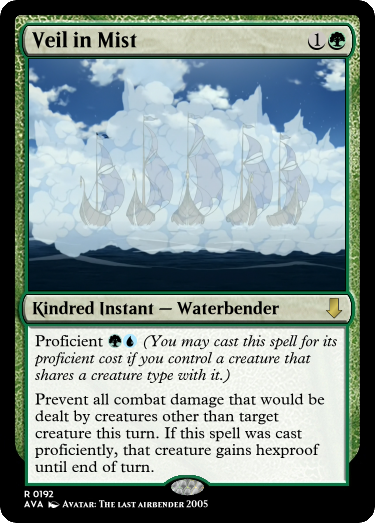 Veil in Mist 1
Kindred Instant — Waterbender
Proficient (You may cast this spell for its
proficient cost if you control a creature that
shares a creature type with it.)
Prevent all combat damage that would be
dealt by creatures other than target
creature this turn. If this spell was cast
proficiently, that creature gains hexproof
until end of turn.
R 0192
AVA Avatar: The last airbender 2005